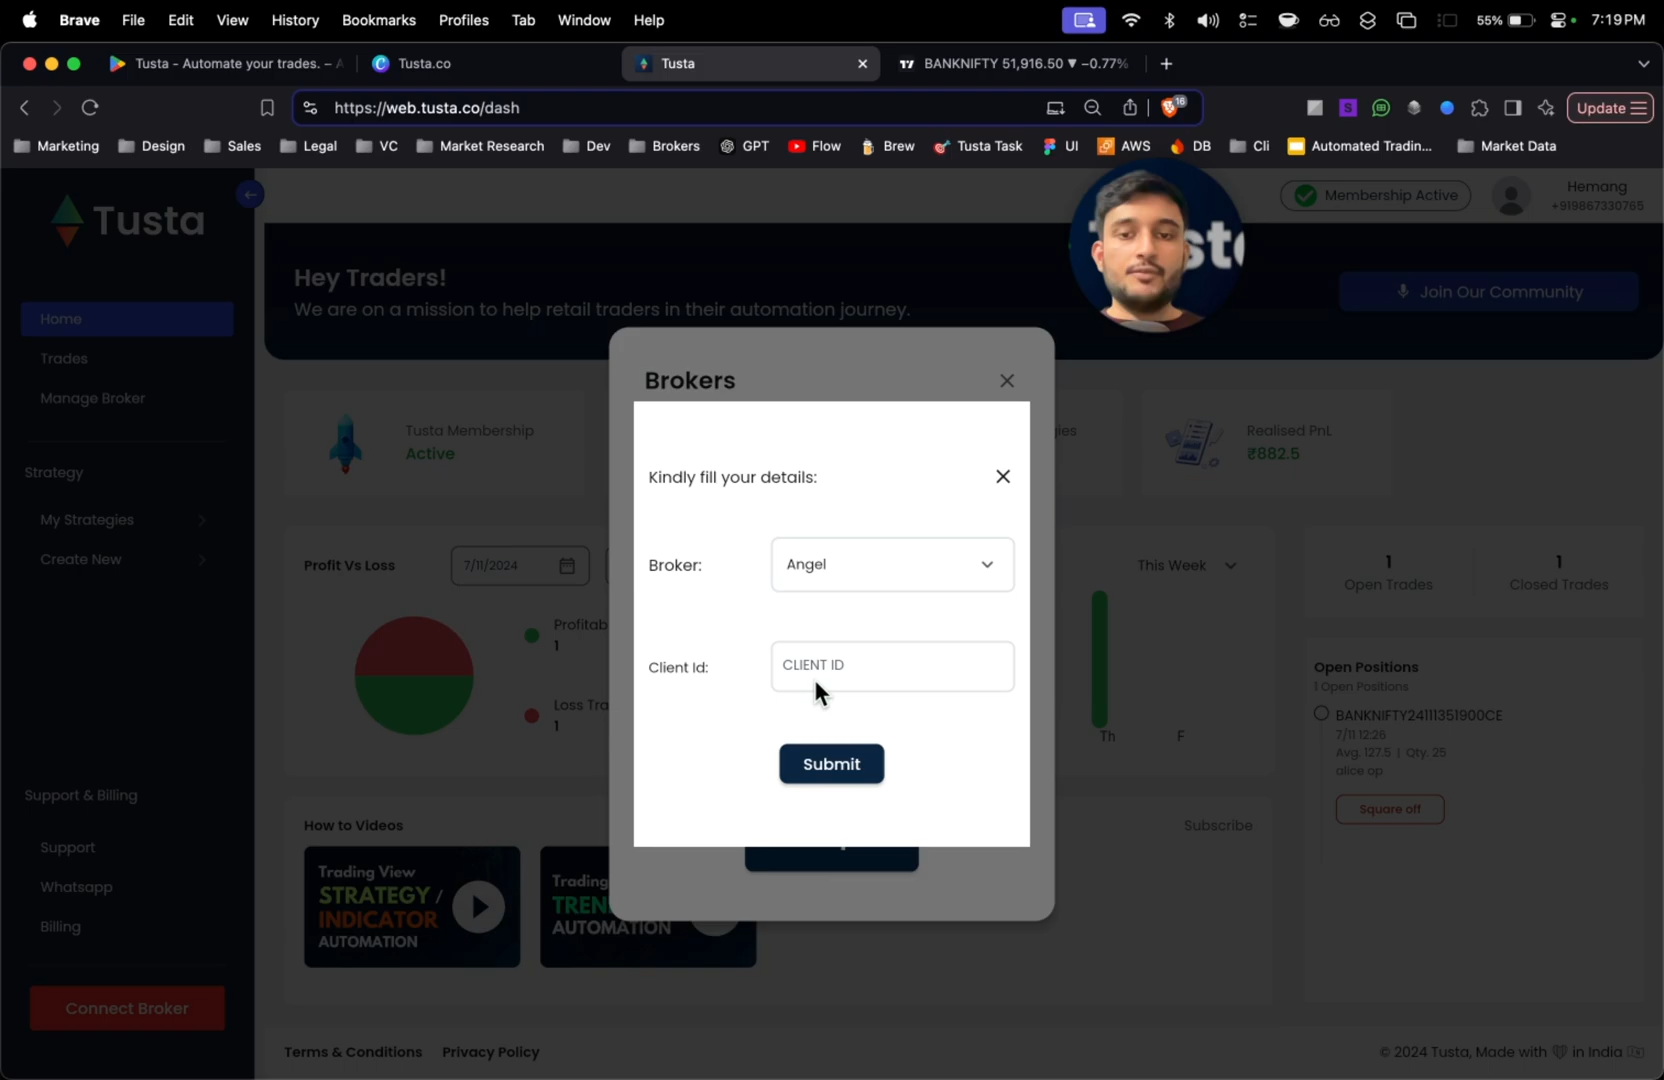 Brave File Edit View History Bookmarks Profiles Tab Window Help 55% 7:19 PM
Tusta - Automate your trades. – Tusta.co Tusta BANKNIFTY 51,916.50 ▼ −0.77%
https://web.tusta.co/dash 16 Update
Marketing Design Sales Legal VC Market Research Dev Brokers GPT Flow Brew Tusta Task UI AWS DB Cli Automated Tradin... Market Data
Tusta
Membership Active
Hemang
+919867330765
Hey Traders!
We are on a mission to help retail traders in their automation journey.
Join Our Community
Home
Trades
Manage Broker
Strategy
My Strategies
Create New
Support & Billing
Support
Whatsapp
Billing
Connect Broker
Tusta Membership
Active
Realised PnL
₹882.5
Brokers
Kindly fill your details:
Broker: Angel
Client Id: CLIENT ID
Submit
Profit Vs Loss 7/11/2024
Profitab
1
Loss Tra
1
This Week
Th F
1 Open Trades
1 Closed Trades
Open Positions
1 Open Positions
BANKNIFTY24111351900CE
7/11 12:26
Avg. 127.5 | Qty. 25
alice op
Square off
How to Videos
Subscribe
Trading View
STRATEGY /
INDICATOR
AUTOMATION
Trading
TREN
AUTOMATION
Terms & Conditions Privacy Policy
© 2024 Tusta, Made with in India